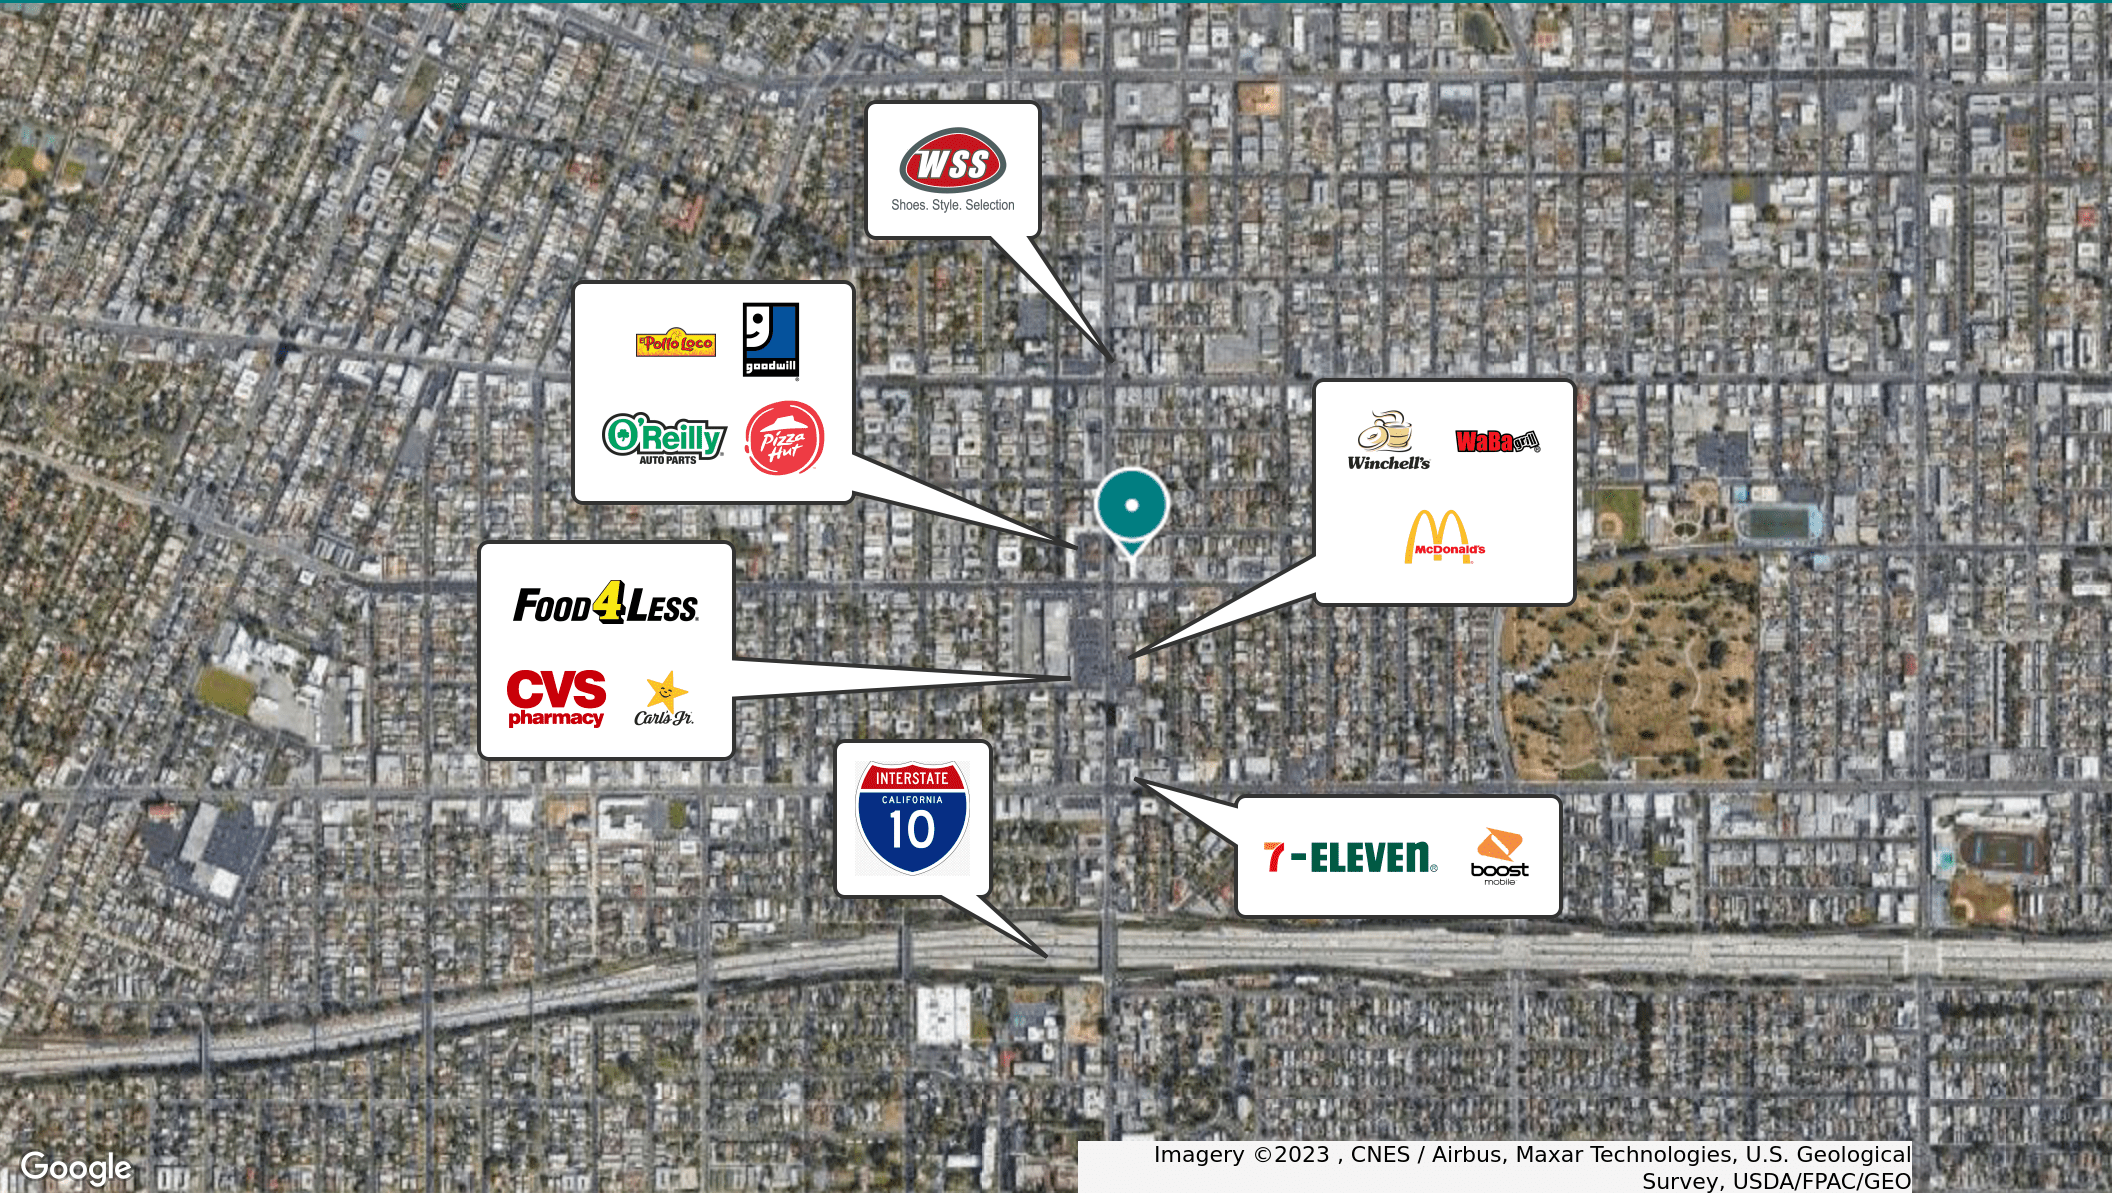 WSS
Shoes. Style. Selection
El Pollo Loco
goodwill
O'Reilly
AUTO PARTS
Pizza
Hut
Winchell's
WaBa grill
McDonald's
FOOD 4 LESS
CVS
pharmacy
Carl's Jr.
INTERSTATE
CALIFORNIA
10
7-ELEVEn
boost
mobile
Google
Imagery ©2023 , CNES / Airbus, Maxar Technologies, U.S. Geological
Survey, USDA/FPAC/GEO